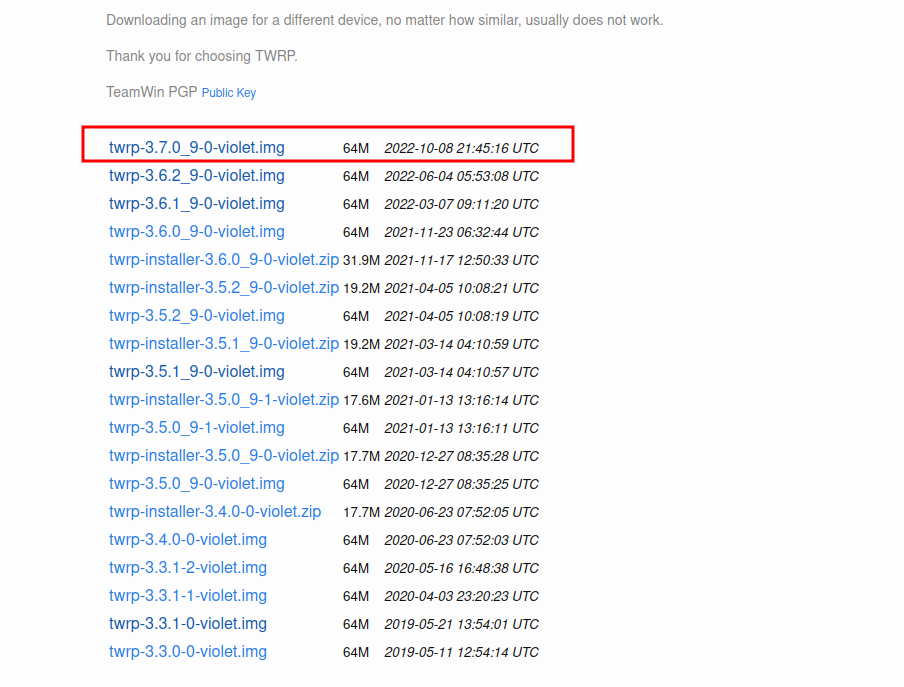 Downloading an image for a different device, no matter how similar, usually does not work.
Thank you for choosing TWRP.
TeamWin PGP Public Key
twrp-3.7.0_9-0-violet.img 64M 2022-10-08 21:45:16 UTC
twrp-3.6.2_9-0-violet.img 64M 2022-06-04 05:53:08 UTC
twrp-3.6.1_9-0-violet.img 64M 2022-03-07 09:11:20 UTC
twrp-3.6.0_9-0-violet.img 64M 2021-11-23 06:32:44 UTC
twrp-installer-3.6.0_9-0-violet.zip 31.9M 2021-11-17 12:50:33 UTC
twrp-installer-3.5.2_9-0-violet.zip 19.2M 2021-04-05 10:08:21 UTC
twrp-3.5.2_9-0-violet.img 64M 2021-04-05 10:08:19 UTC
twrp-installer-3.5.1_9-0-violet.zip 19.2M 2021-03-14 04:10:59 UTC
twrp-3.5.1_9-0-violet.img 64M 2021-03-14 04:10:57 UTC
twrp-installer-3.5.0_9-1-violet.zip 17.6M 2021-01-13 13:16:14 UTC
twrp-3.5.0_9-1-violet.img 64M 2021-01-13 13:16:11 UTC
twrp-installer-3.5.0_9-0-violet.zip 17.7M 2020-12-27 08:35:28 UTC
twrp-3.5.0_9-0-violet.img 64M 2020-12-27 08:35:25 UTC
twrp-installer-3.4.0-0-violet.zip 17.7M 2020-06-23 07:52:05 UTC
twrp-3.4.0-0-violet.img 64M 2020-06-23 07:52:03 UTC
twrp-3.3.1-2-violet.img 64M 2020-05-16 16:48:38 UTC
twrp-3.3.1-1-violet.img 64M 2020-04-03 23:20:23 UTC
twrp-3.3.1-0-violet.img 64M 2019-05-21 13:54:01 UTC
twrp-3.3.0-0-violet.img 64M 2019-05-11 12:54:14 UTC